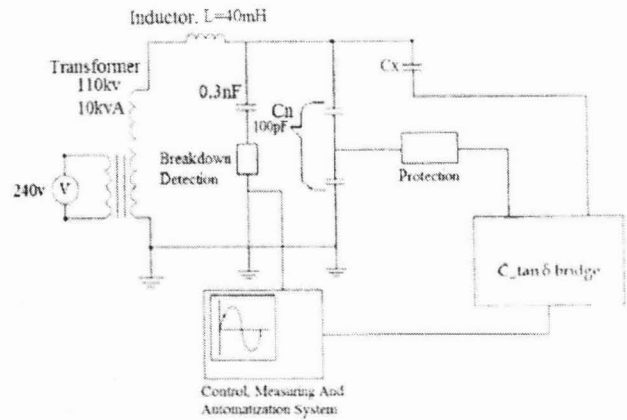 Inductor. L=40mH
Transformer
110kv
10kvA
0.3nF
Cn
100pF
Cx
Breakdown
Detection
Protection
240v
V
C_tan δ bridge
Control, Measuring And
Automatization System